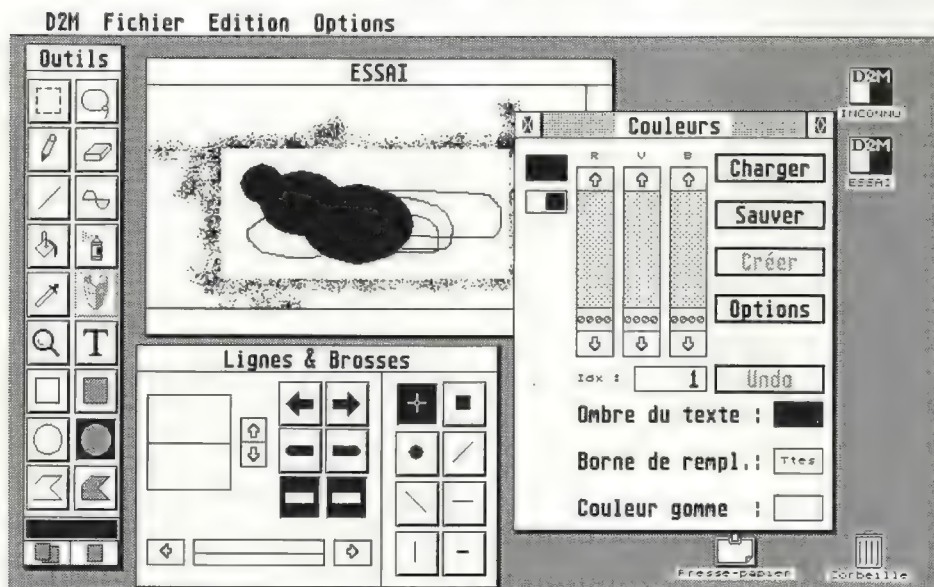 D2M Fichier Edition Options
Outils
ESSAI
D2M
INCONNU
D2M
ESSAI
Couleurs
R V B
Charger
Sauver
Créer
Options
Idx : 1
Undo
Ombre du texte :
Borne de rempl.: Ttes
Couleur gomme :
T
Lignes & Brosses
Presse-papier
Corbeille